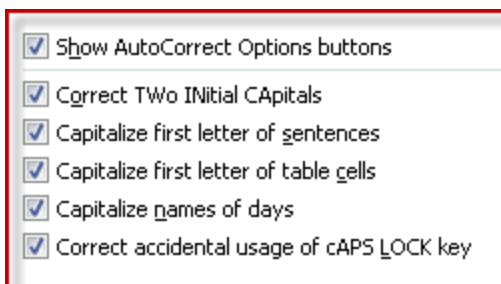 Show AutoCorrect Options buttons
Correct TWo INitial CApitals
Capitalize first letter of sentences
Capitalize first letter of table cells
Capitalize names of days
Correct accidental usage of cAPS LOCK key